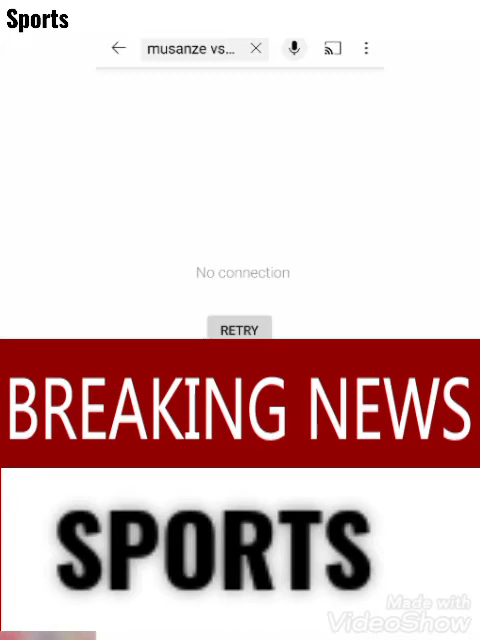 Sports
musanze vs...
No connection
RETRY
BREAKING NEWS
SPORTS
Made with
VideoShow